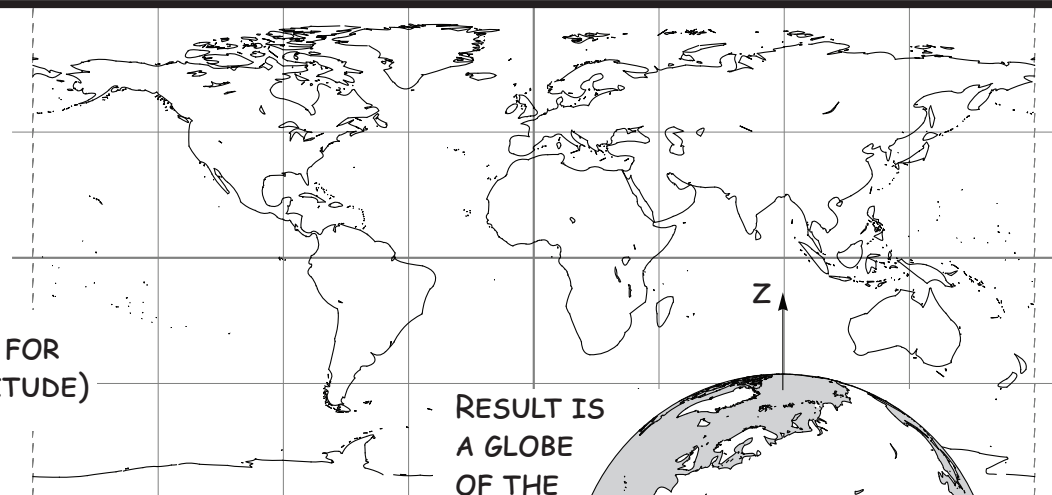 Z
FOR
TUDE)
RESULT IS
A GLOBE
OF THE